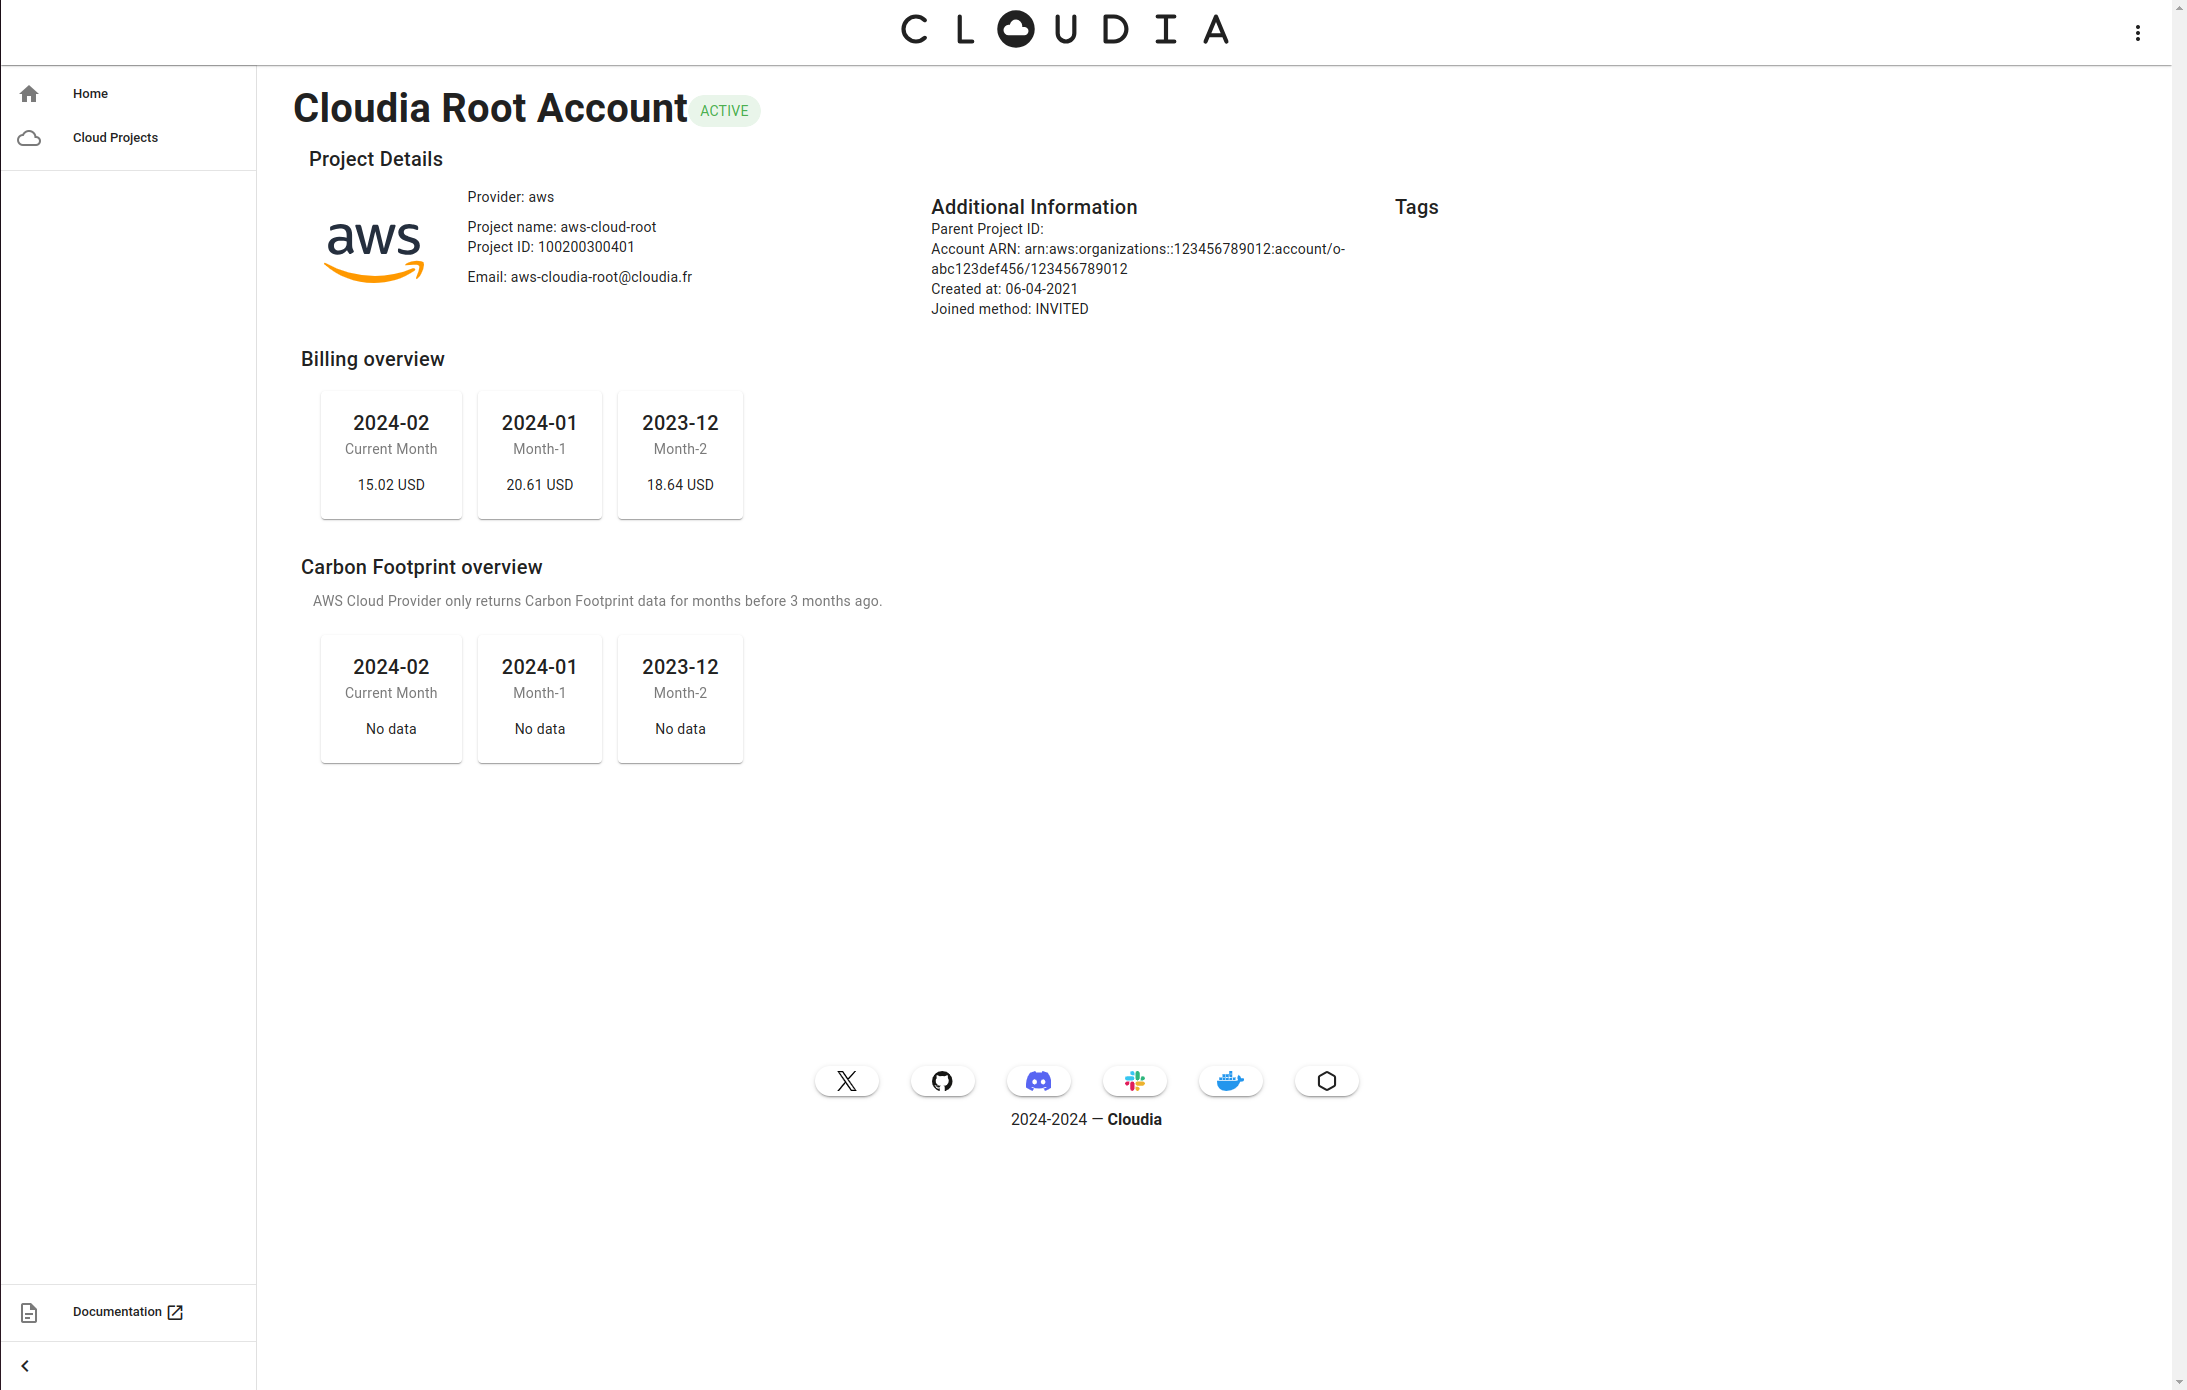 CLOUDIA
Home
Cloud Projects
Cloudia Root Account
ACTIVE
Project Details
aws
Provider: aws
Project name: aws-cloud-root
Project ID: 100200300401
Email: aws-cloudia-root@cloudia.fr
Additional Information
Parent Project ID:
Account ARN: arn:aws:organizations::123456789012:account/o-
abc123def456/123456789012
Created at: 06-04-2021
Joined method: INVITED
Tags
Billing overview
2024-02
Current Month
15.02 USD
2024-01
Month-1
20.61 USD
2023-12
Month-2
18.64 USD
Carbon Footprint overview
AWS Cloud Provider only returns Carbon Footprint data for months before 3 months ago.
2024-02
Current Month
No data
2024-01
Month-1
No data
2023-12
Month-2
No data
2024-2024 — Cloudia
Documentation